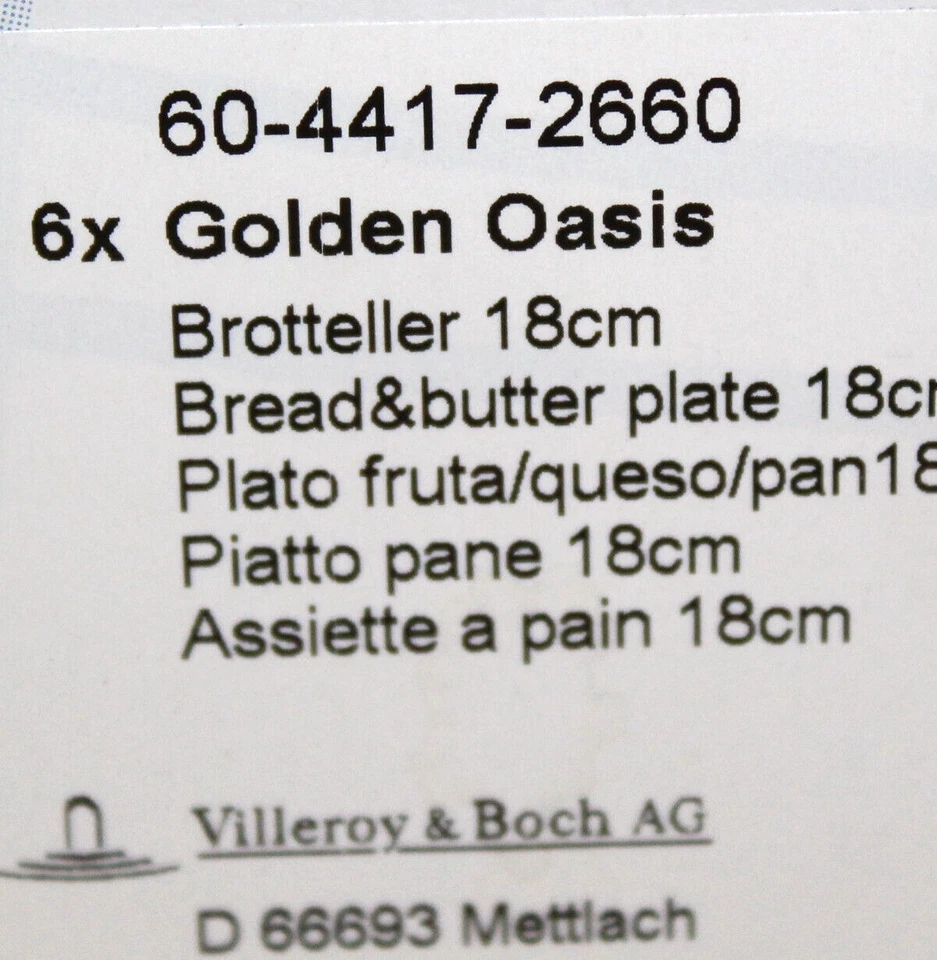 60-4417-2660
6x Golden Oasis
Brotteller 18cm
Bread&butter plate 18c
Plato fruta/queso/pan18
Piatto pane 18cm
Assiette a pain 18cm
Villeroy & Boch AG
D 66693 Mettlach